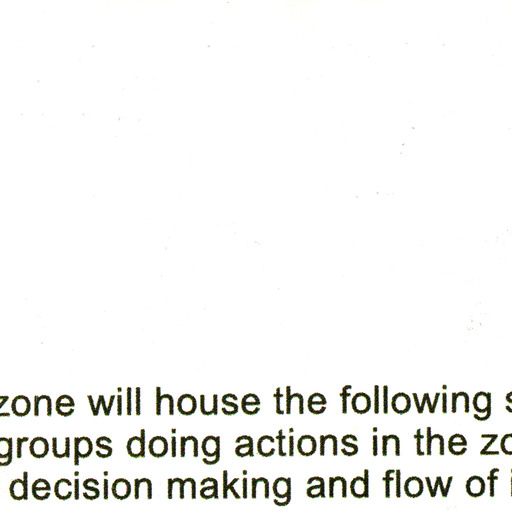 zone will house the following s
groups doing actions in the zo
decision making and flow of i